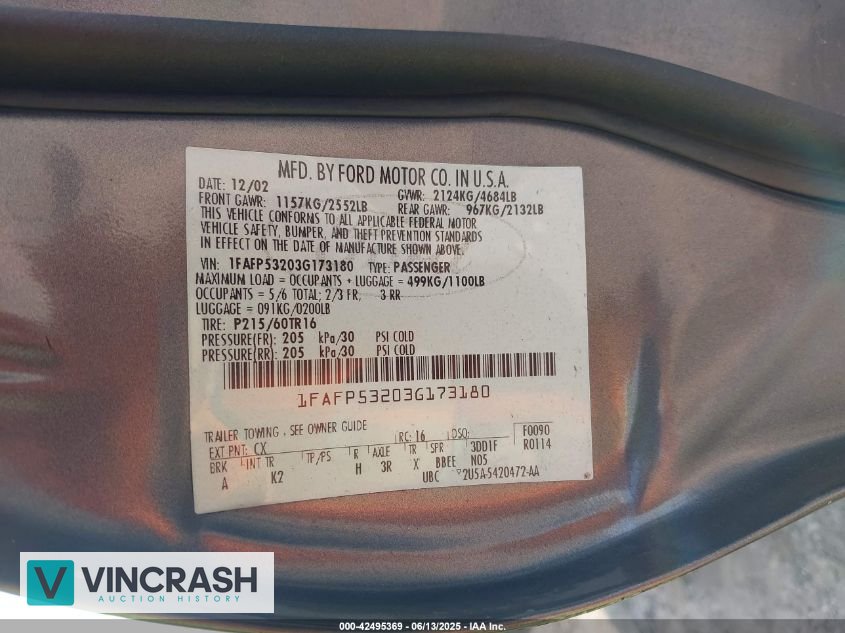 MFD. BY FORD MOTOR CO. IN U.S.A.
DATE: 12/02 GVWR: 2124KG/4684LB
FRONT GAWR: 1157KG/2552LB REAR GAWR: 967KG/2132LB
THIS VEHICLE CONFORMS TO ALL APPLICABLE FEDERAL MOTOR
VEHICLE SAFETY, BUMPER, AND THEFT PREVENTION STANDARDS
IN EFFECT ON THE DATE OF MANUFACTURE SHOWN ABOVE.
VIN: 1FAFP53203G173180 TYPE: PASSENGER
MAXIMUM LOAD = OCCUPANTS + LUGGAGE = 499KG/1100LB
OCCUPANTS = 5/6 TOTAL; 2/3 FR, 3 RR
LUGGAGE = 091KG/0200LB
TIRE: P215/60TR16
PRESSURE(FR): 205 kPa/30 PSI COLD
PRESSURE(RR): 205 kPa/30 PSI COLD
1FAFP53203G173180
TRAILER TOWING - SEE OWNER GUIDE
EXT PNT: CX RC: 16 DSO: F0090
BRK INT TR TP/PS R AXLE TR SPR 3DD1F R0114
A K2 H 3R X BBEE N05
UBC 2U5A-5420472-AA
VINCRASH
AUCTION HISTORY
000-42495369 - 06/13/2025 - IAA Inc.